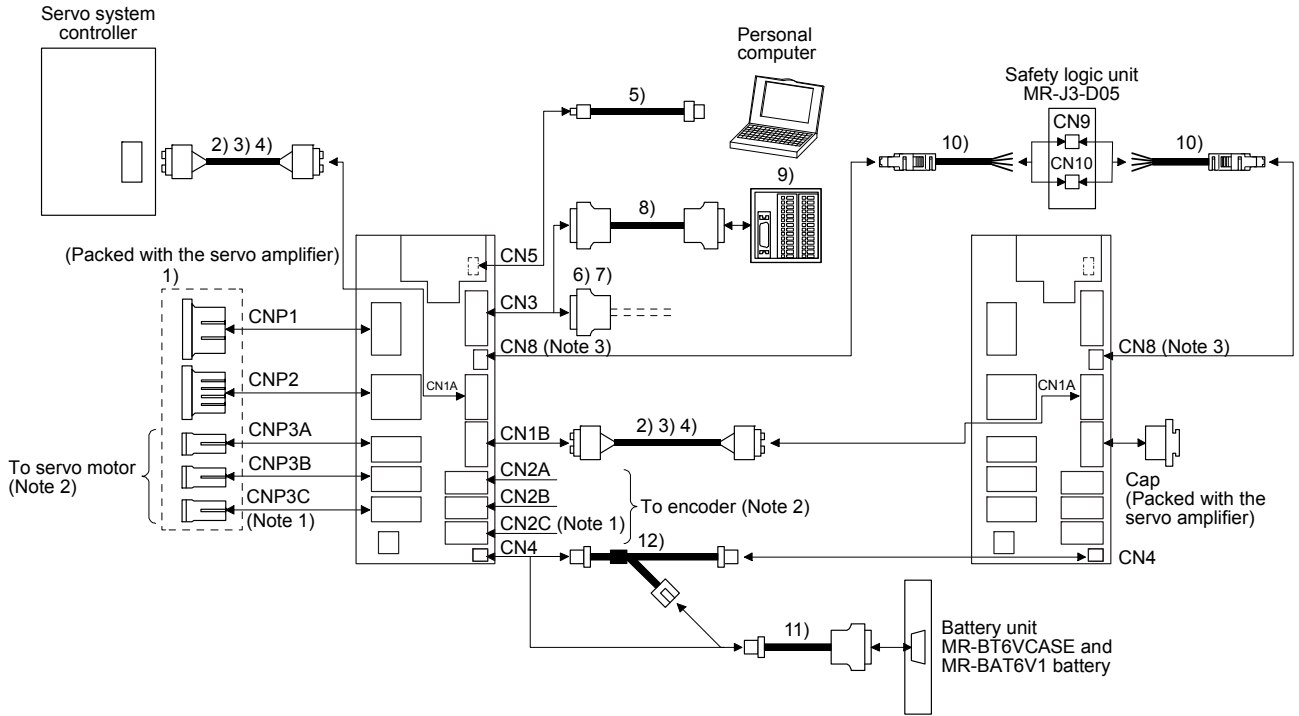 Servo system
controller
2) 3) 4)
5)
Personal
computer
Safety logic unit
MR-J3-D05
CN9
CN10
10)
10)
9)
8)
(Packed with the servo amplifier)
1)
CN5
6) 7)
CN3
CNP1
CN8 (Note 3)
CN8 (Note 3)
CNP2
CN1A
CN1A
CNP3A
CN1B
2) 3) 4)
To servo motor
(Note 2)
CNP3B
CN2A
CN2B
To encoder (Note 2)
CNP3C
(Note 1)
CN2C (Note 1)
Cap
(Packed with the
servo amplifier)
CN4
12)
CN4
11)
Battery unit
MR-BT6VCASE and
MR-BAT6V1 battery